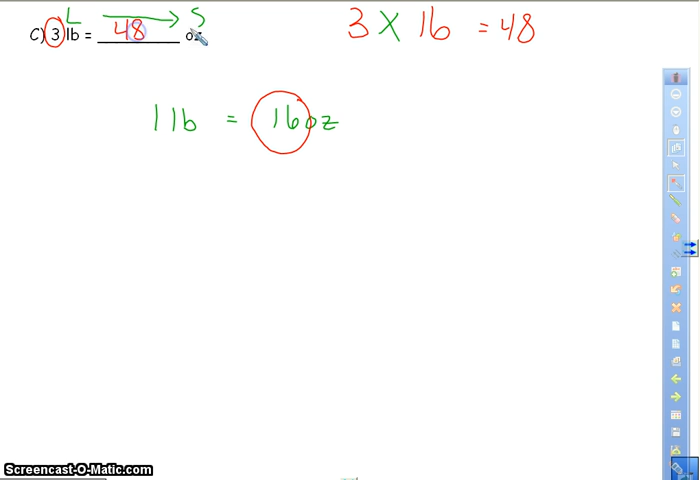 L S
C) 3 lb = 48 oz
3 X 16 = 48
1 lb = 16 oz
Screencast-O-Matic.com